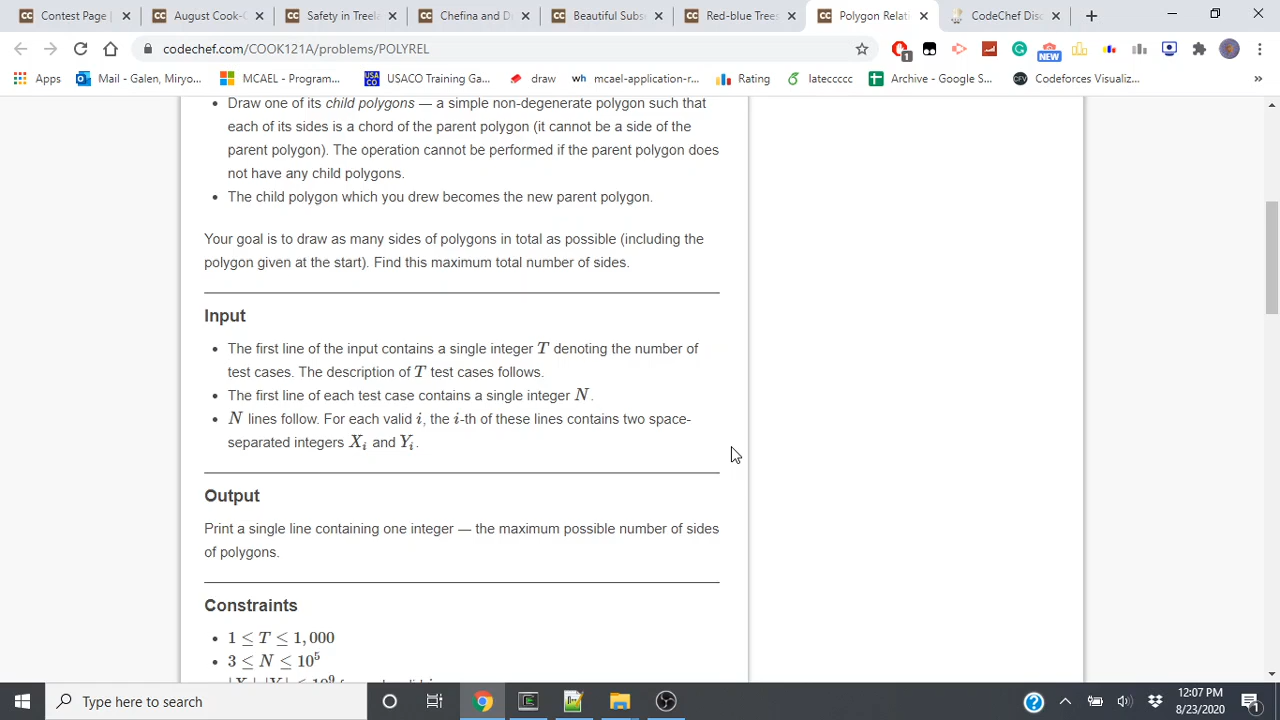 Contest Page
August Cook-C
Safety in Treela
Chefina and D
Beautiful Subse
Red-blue Trees
Polygon Relat
CodeChef Disc
codechef.com/COOK121A/problems/POLYREL
1
NEW
Apps
Mail - Galen, Miryo...
MCAEL - Program...
USACO Training Ga...
draw
mcael-application-r...
Rating
lateccccc
Archive - Google S...
Codeforces Visualiz...
»
• Draw one of its child polygons — a simple non-degenerate polygon such that
each of its sides is a chord of the parent polygon (it cannot be a side of the
parent polygon). The operation cannot be performed if the parent polygon does
not have any child polygons.
• The child polygon which you drew becomes the new parent polygon.
Your goal is to draw as many sides of polygons in total as possible (including the
polygon given at the start). Find this maximum total number of sides.
Input
• The first line of the input contains a single integer T denoting the number of
test cases. The description of T test cases follows.
• The first line of each test case contains a single integer N.
• N lines follow. For each valid i, the i-th of these lines contains two space-
separated integers Xᵢ and Yᵢ.
Output
Print a single line containing one integer — the maximum possible number of sides
of polygons.
Constraints
• 1 ≤ T ≤ 1,000
• 3 ≤ N ≤ 10⁵
Type here to search
12:07 PM
8/23/2020
1